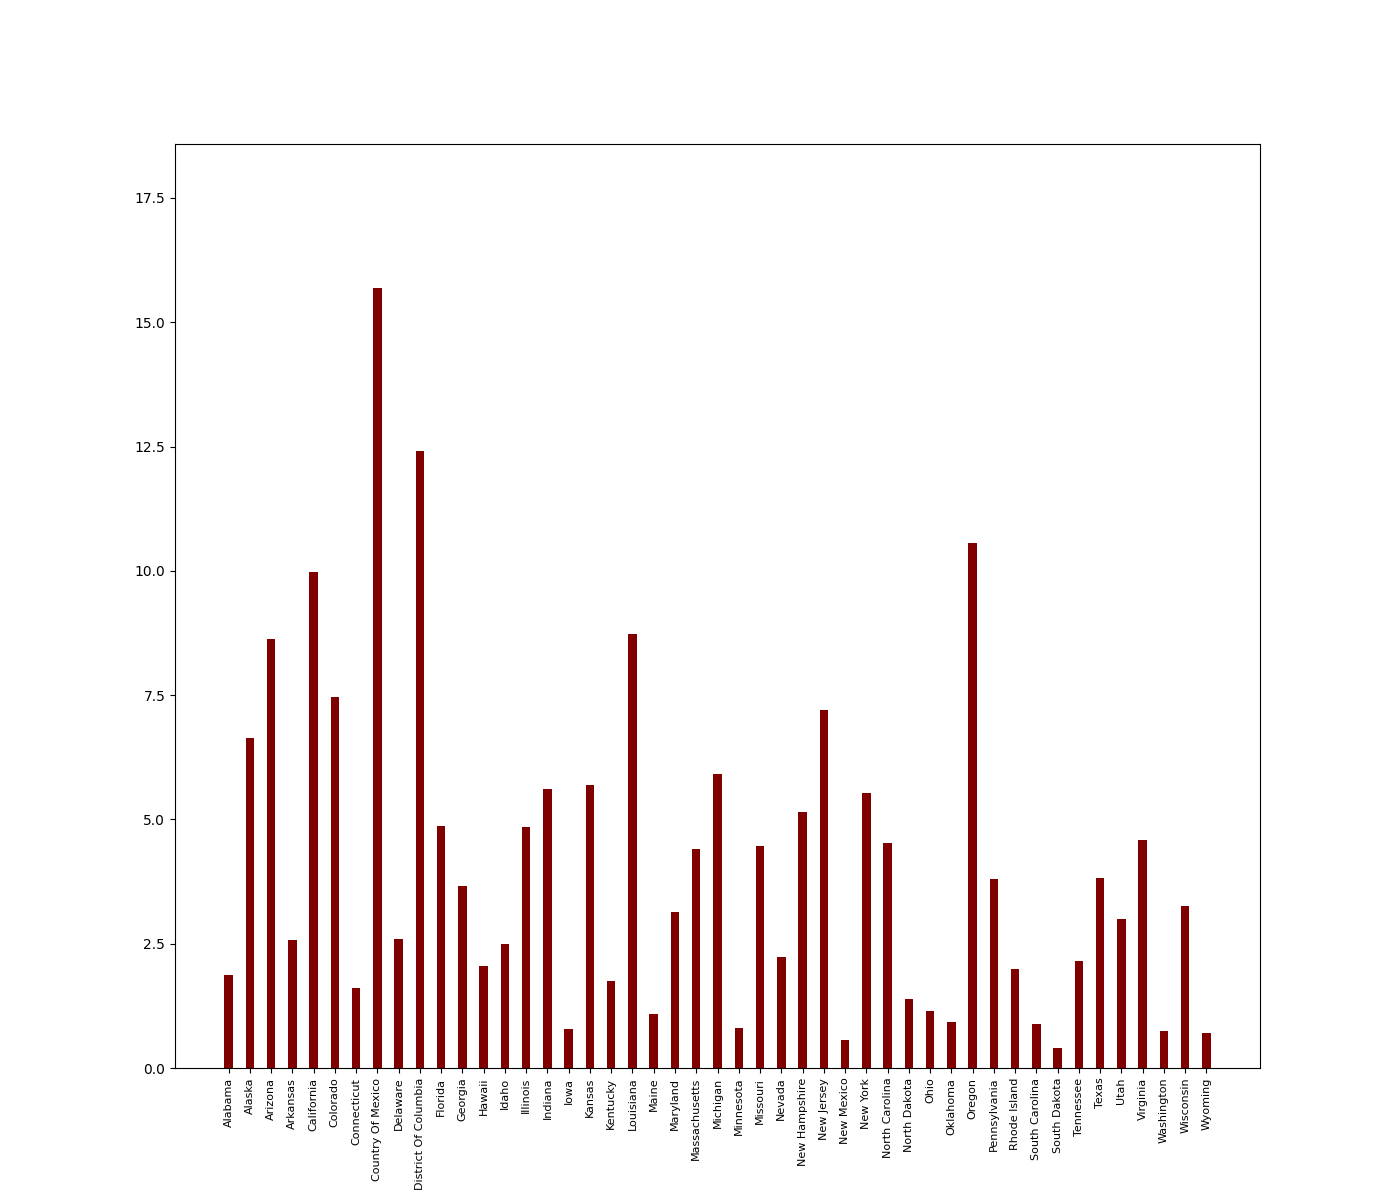 17.5
15.0
12.5
10.0
7.5
5.0
2.5
0.0
Alabama
Alaska
Arizona
Arkansas
California
Colorado
Connecticut
Country Of Mexico
Delaware
District Of Columbia
Florida
Georgia
Hawaii
Idaho
Illinois
Indiana
Iowa
Kansas
Kentucky
Louisiana
Maine
Maryland
Massachusetts
Michigan
Minnesota
Missouri
Nevada
New Hampshire
New Jersey
New Mexico
New York
North Carolina
North Dakota
Ohio
Oklahoma
Oregon
Pennsylvania
Rhode Island
South Carolina
South Dakota
Tennessee
Texas
Utah
Virginia
Washington
Wisconsin
Wyoming